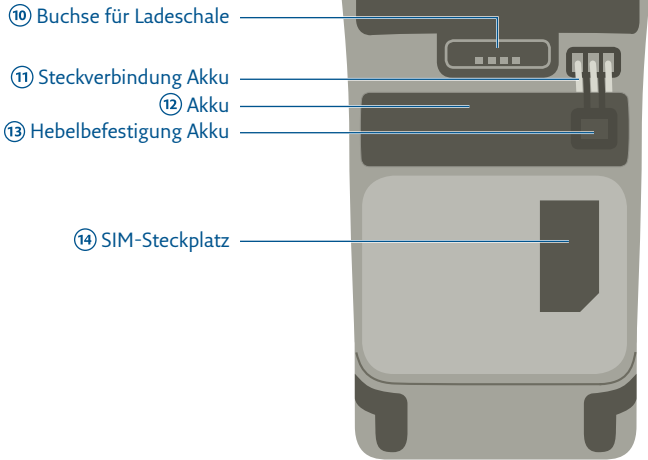 10 Buchse für Ladeschale
11 Steckverbindung Akku
12 Akku
13 Hebelbefestigung Akku
14 SIM-Steckplatz